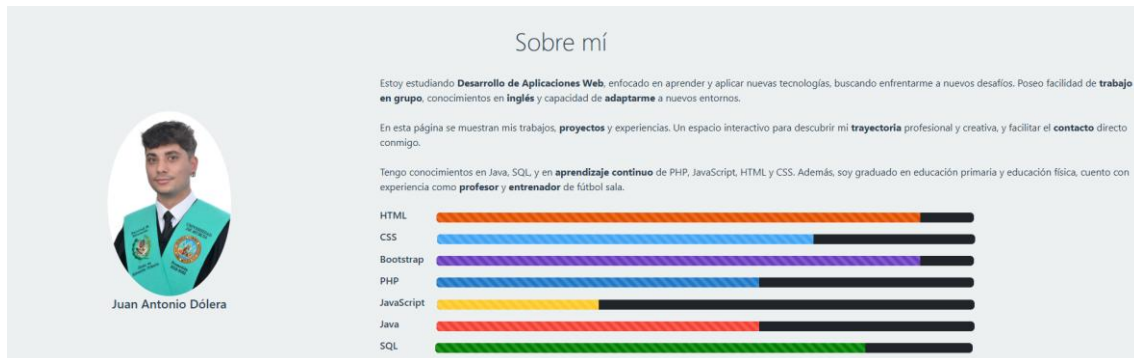 Sobre mí
Estoy estudiando Desarrollo de Aplicaciones Web, enfocado en aprender y aplicar nuevas tecnologías, buscando enfrentarme a nuevos desafíos. Poseo facilidad de trabajo
en grupo, conocimientos en inglés y capacidad de adaptarme a nuevos entornos.
En esta página se muestran mis trabajos, proyectos y experiencias. Un espacio interactivo para descubrir mi trayectoria profesional y creativa, y facilitar el contacto directo
conmigo.
Tengo conocimientos en Java, SQL, y en aprendizaje continuo de PHP, JavaScript, HTML y CSS. Además, soy graduado en educación primaria y educación física, cuento con
experiencia como profesor y entrenador de fútbol sala.
Juan Antonio Dólera
HTML
CSS
Bootstrap
PHP
JavaScript
Java
SQL